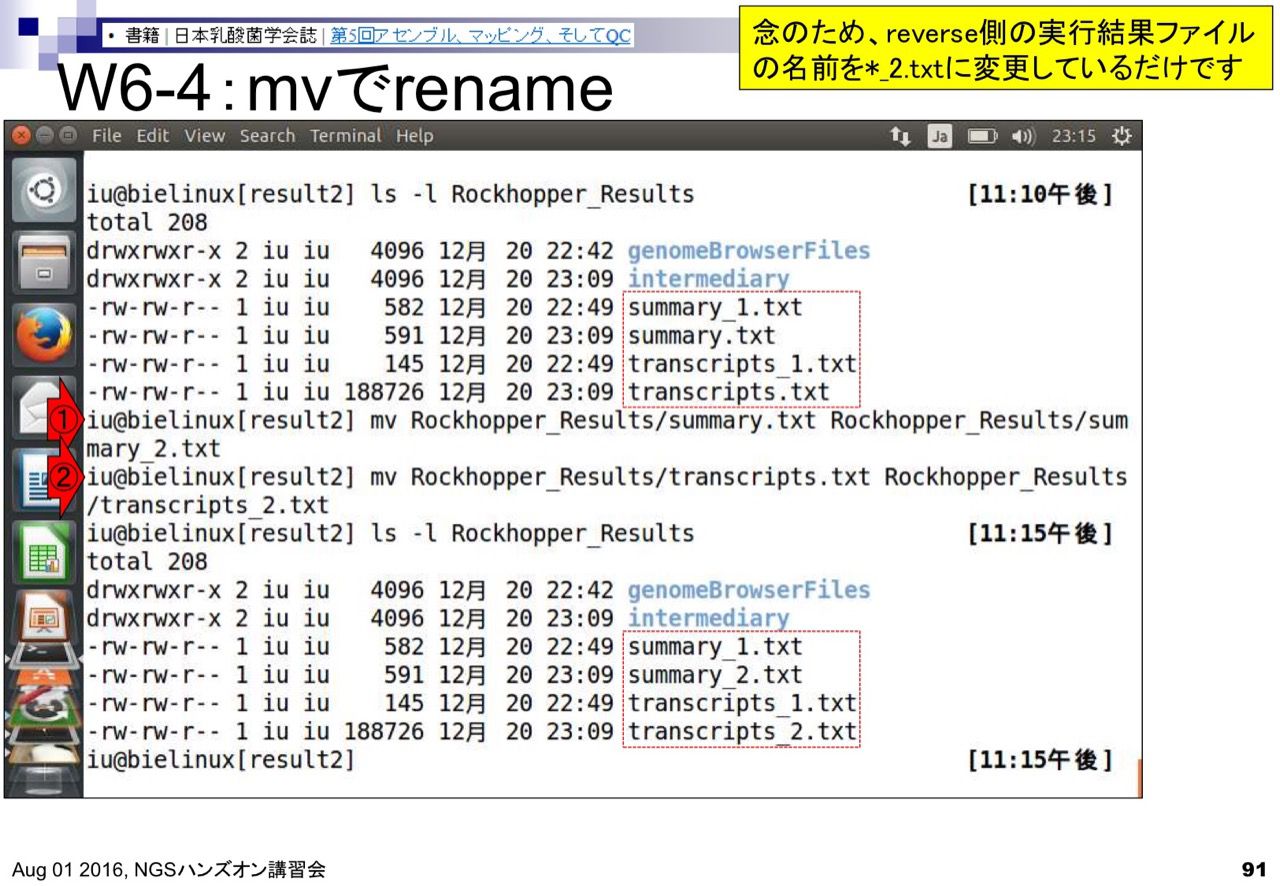 • 書籍 | 日本乳酸菌学会誌 | 第5回アセンブル、マッピング、そしてQC
念のため、reverse側の実行結果ファイル
の名前を*_2.txtに変更しているだけです
W6-4：mvでrename
File Edit View Search Terminal Help Ja 23:15
iu@bielinux[result2] ls -l Rockhopper_Results [11:10午後]
total 208
drwxrwxr-x 2 iu iu 4096 12月 20 22:42 genomeBrowserFiles
drwxrwxr-x 2 iu iu 4096 12月 20 23:09 intermediary
-rw-rw-r-- 1 iu iu 582 12月 20 22:49 summary_1.txt
-rw-rw-r-- 1 iu iu 591 12月 20 23:09 summary.txt
-rw-rw-r-- 1 iu iu 145 12月 20 22:49 transcripts_1.txt
-rw-rw-r-- 1 iu iu 188726 12月 20 23:09 transcripts.txt
① iu@bielinux[result2] mv Rockhopper_Results/summary.txt Rockhopper_Results/sum
mary_2.txt
② iu@bielinux[result2] mv Rockhopper_Results/transcripts.txt Rockhopper_Results
/transcripts_2.txt
iu@bielinux[result2] ls -l Rockhopper_Results [11:15午後]
total 208
drwxrwxr-x 2 iu iu 4096 12月 20 22:42 genomeBrowserFiles
drwxrwxr-x 2 iu iu 4096 12月 20 23:09 intermediary
-rw-rw-r-- 1 iu iu 582 12月 20 22:49 summary_1.txt
-rw-rw-r-- 1 iu iu 591 12月 20 23:09 summary_2.txt
-rw-rw-r-- 1 iu iu 145 12月 20 22:49 transcripts_1.txt
-rw-rw-r-- 1 iu iu 188726 12月 20 23:09 transcripts_2.txt
iu@bielinux[result2] [11:15午後]
Aug 01 2016, NGSハンズオン講習会
91